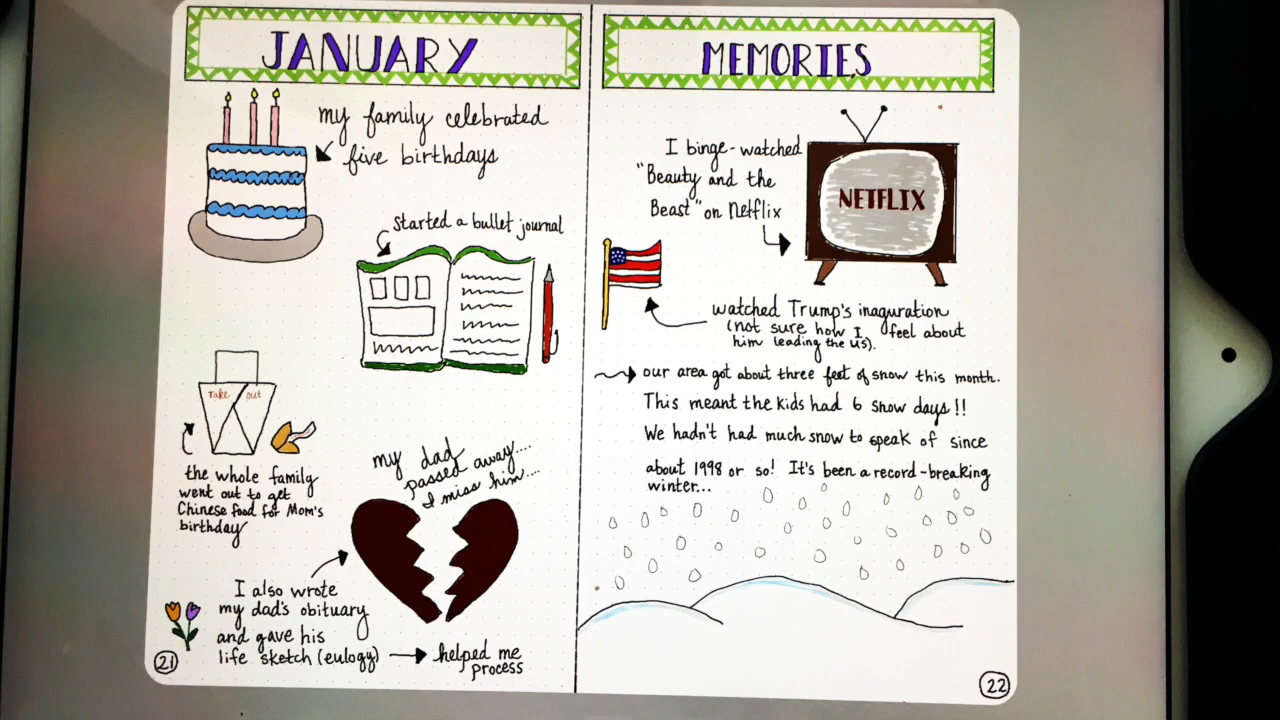 JANUARY
my family celebrated
five birthdays
Started a bullet journal
Take out
the whole family
went out to get
Chinese food for Mom's
birthday
my dad
passed away....
I miss him....
I also wrote
my dad's obituary
and gave his
life sketch (eulogy) → helped me
process
21
MEMORIES
I binge-watched
"Beauty and the
Beast" on Netflix
NETFLIX
watched Trump's inaguration
(not sure how I feel about
him leading the US).
our area got about three feet of snow this month.
This meant the kids had 6 snow days!!
We hadn't had much snow to speak of since
about 1998 or so! It's been a record-breaking
winter...
22